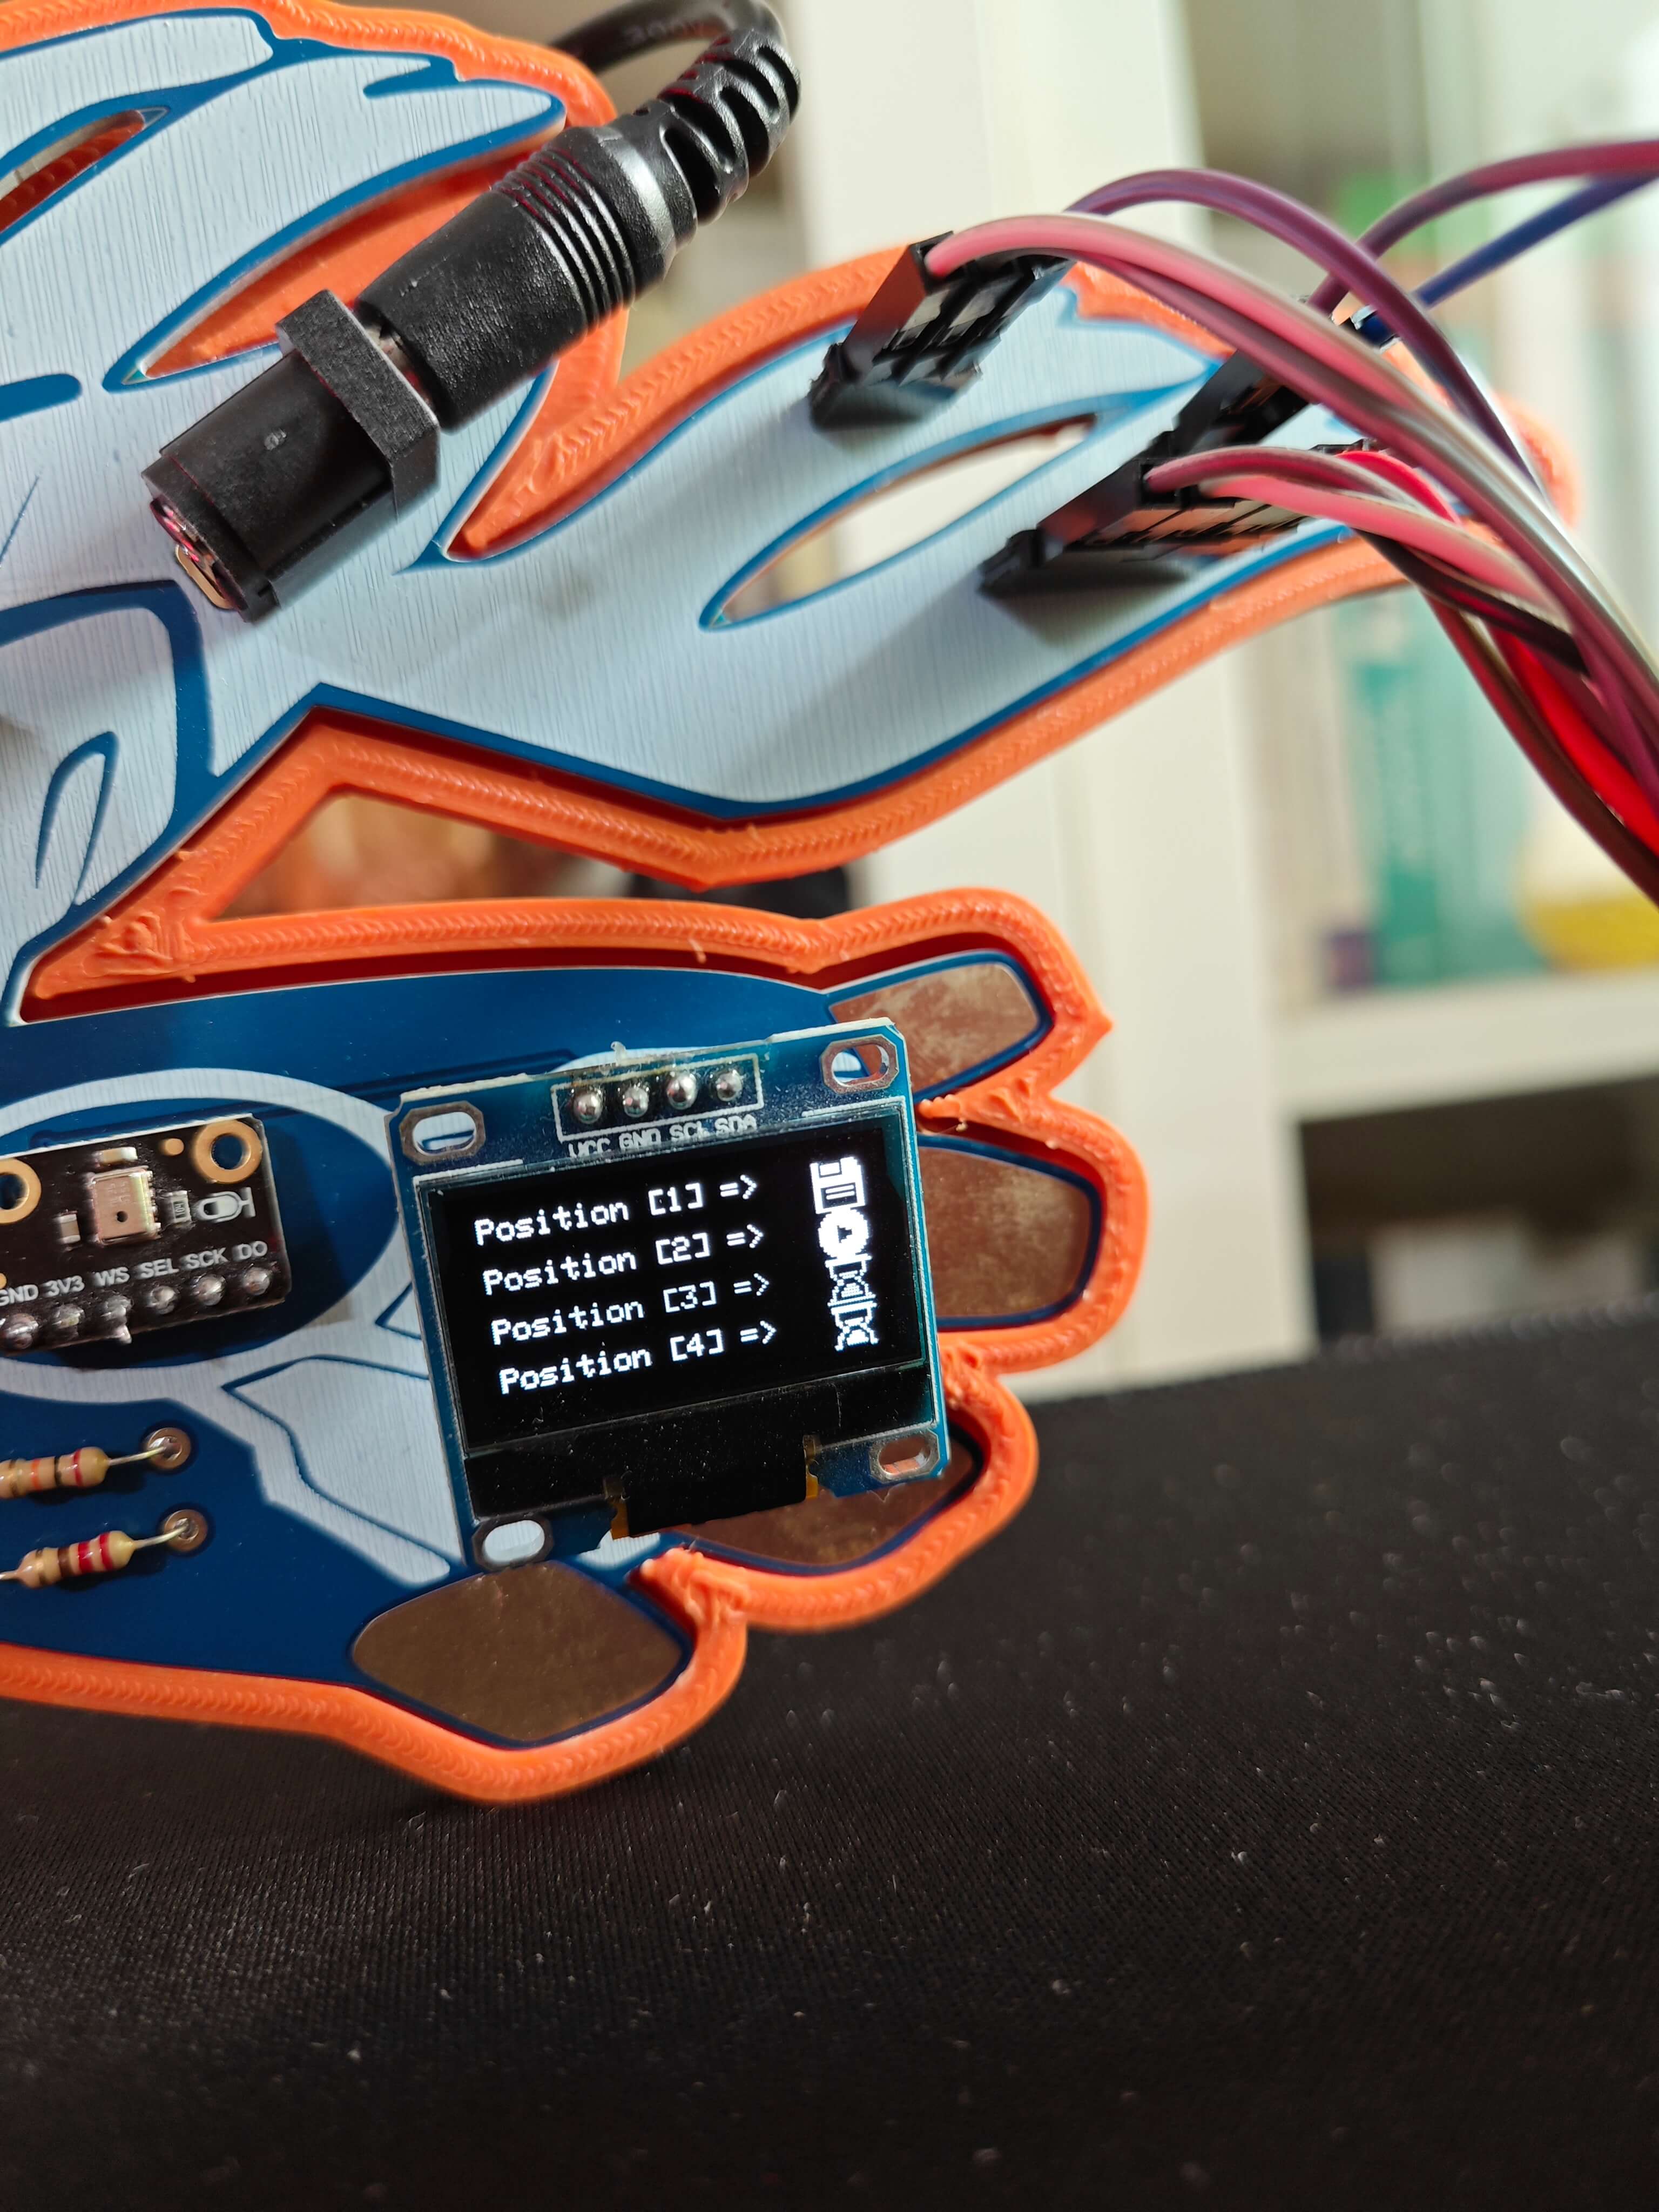 VCC GND SCL SDA
Position [1] =>
Position [2] =>
Position [3] =>
Position [4] =>
GND 3V3 WS SEL SCK DO